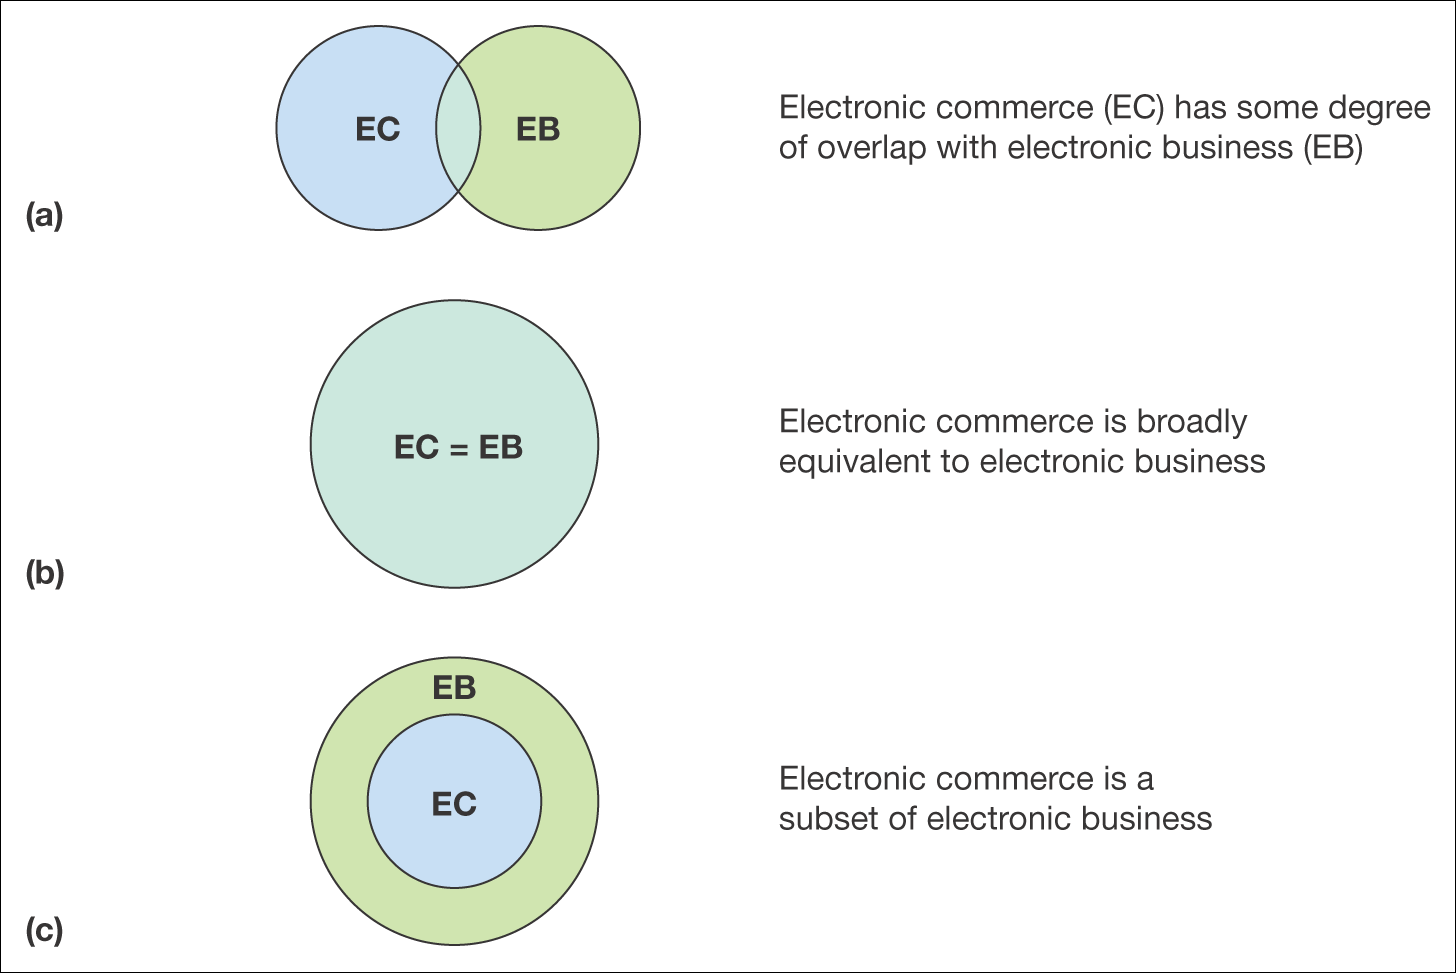 EC
EB
Electronic commerce (EC) has some degree
of overlap with electronic business (EB)
(a)
EC = EB
Electronic commerce is broadly
equivalent to electronic business
(b)
EB
EC
Electronic commerce is a
subset of electronic business
(c)